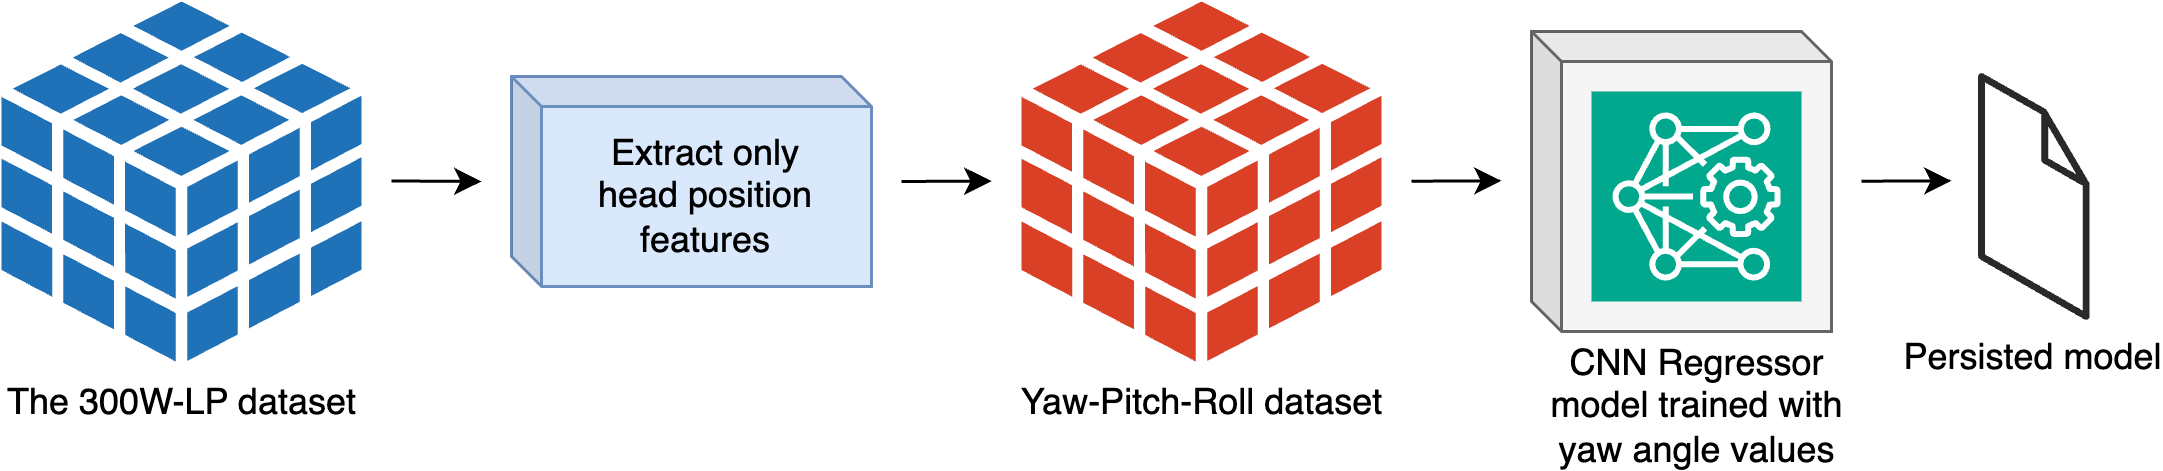 Extract only
head position
features
The 300W-LP dataset
Yaw-Pitch-Roll dataset
CNN Regressor
model trained with
yaw angle values
Persisted model